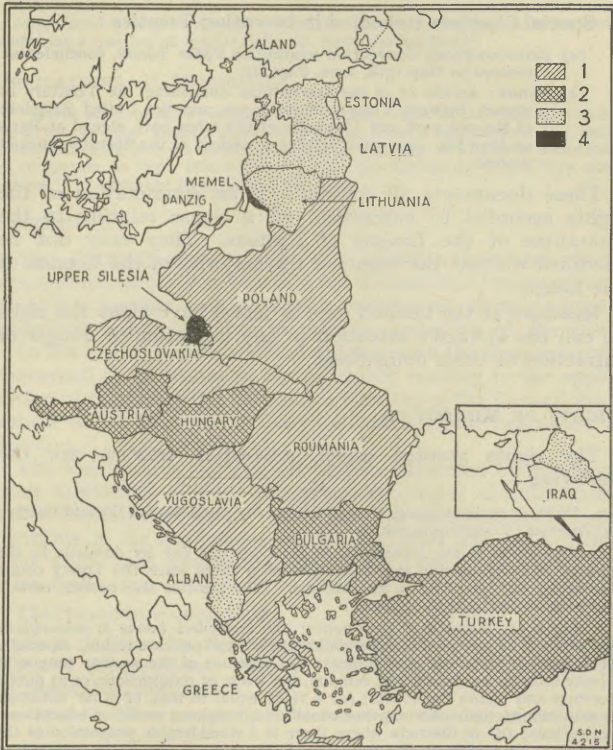 ALAND
1
2
3
4
ESTONIA
LATVIA
MEMEL
DANZIG
LITHUANIA
UPPER SILESIA
POLAND
CZECHOSLOVAKIA
AUSTRIA
HUNGARY
ROUMANIA
YUGOSLAVIA
IRAQ
BULGARIA
ALBAN.
TURKEY
GREECE
S.D.N
4215